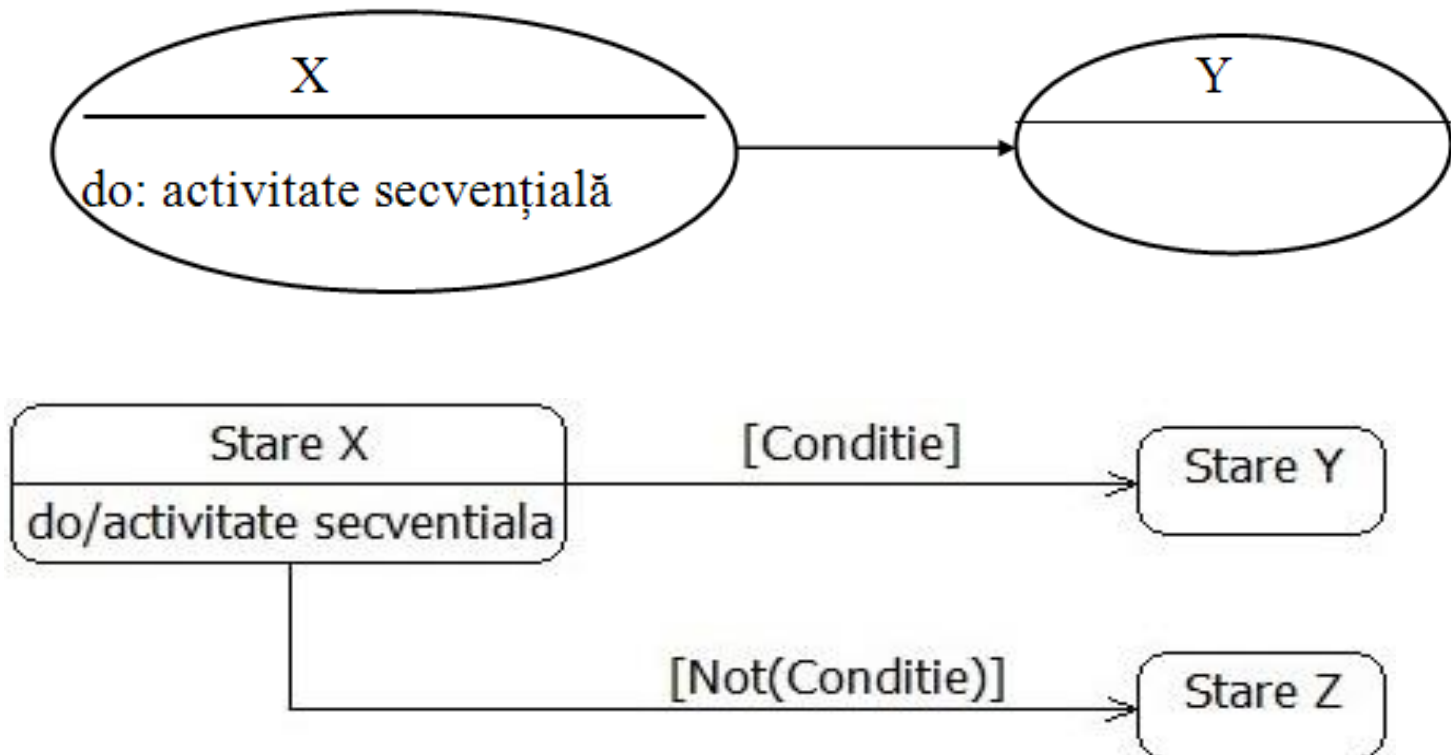 X
Y
do: activitate secvențială
Stare X
[Conditie]
Stare Y
do/activitate secventiala
[Not(Conditie)]
Stare Z